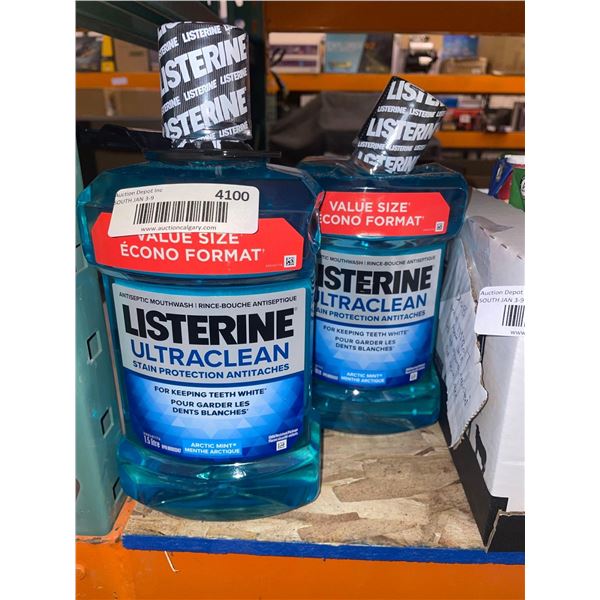 LISTERINE
LISTERINE LISTERINE
LISTERINE
Auction Depot Inc
SOUTH JAN 3-9
4100
www.auctioncalgary.com
VALUE SIZE*
ÉCONO FORMAT*
ANTISEPTIC MOUTHWASH | RINCE-BOUCHE ANTISEPTIQUE
LISTERINE®
ULTRACLEAN
STAIN PROTECTION ANTITACHES
FOR KEEPING TEETH WHITE*
POUR GARDER LES
DENTS BLANCHES*
ARCTIC MINT®
MENTHE ARCTIQUE
1.5 litre
LISTERINE
LISTERINE
LISTERINE
VALUE SIZE*
ÉCONO FORMAT*
ANTISEPTIC MOUTHWASH | RINCE-BOUCHE ANTISEPTIQUE
LISTERINE
ULTRACLEAN
STAIN PROTECTION ANTITACHES
FOR KEEPING TEETH WHITE*
POUR GARDER LES
DENTS BLANCHES*
ARCTIC MINT®
MENTHE ARCTIQUE
Auction Depot
SOUTH JAN 3-9